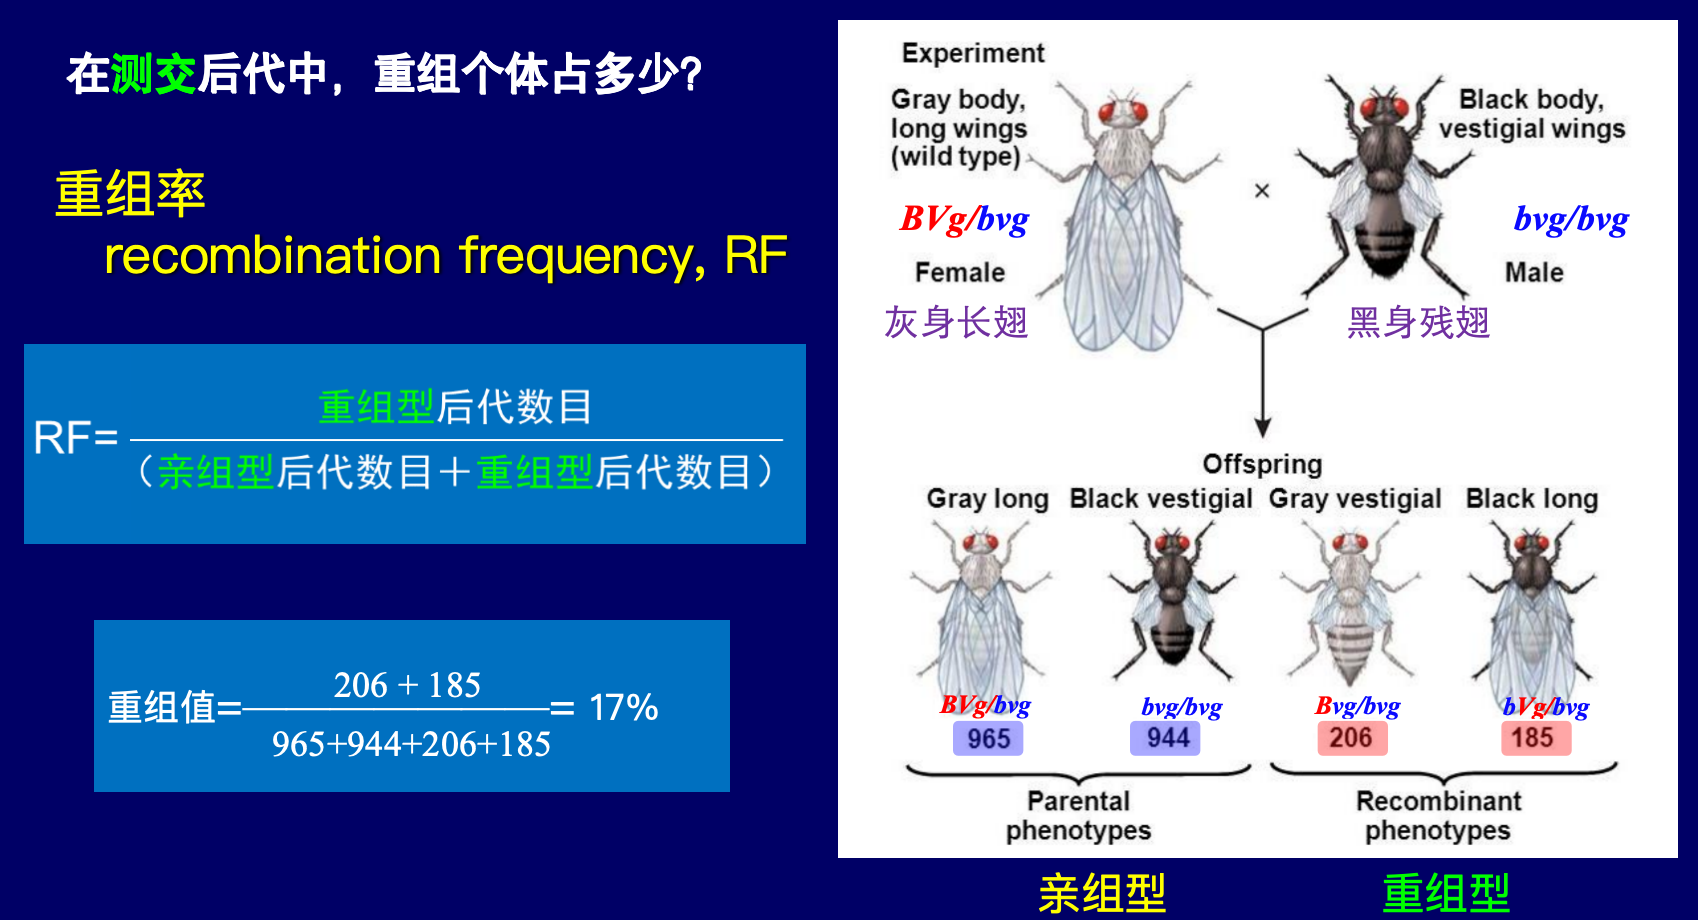 在测交后代中，重组个体占多少?
重组率
recombination frequency, RF
RF=
重组型后代数目
（亲组型后代数目＋重组型后代数目）
重组值=
206 + 185
965+944+206+185
= 17%
Experiment
Gray body,
long wings
(wild type)
BVg/bvg
Female
灰身长翅
×
Black body,
vestigial wings
bvg/bvg
Male
黑身残翅
Offspring
Gray long
Black vestigial
Gray vestigial
Black long
BVg/bvg
bvg/bvg
Bvg/bvg
bVg/bvg
965
944
206
185
Parental
phenotypes
Recombinant
phenotypes
亲组型
重组型